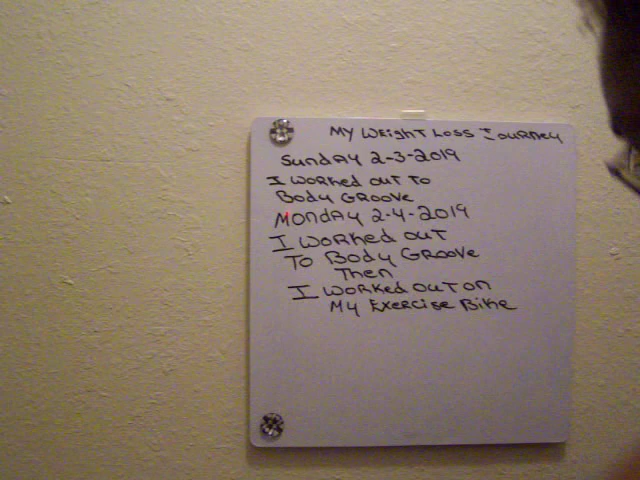 My Weight Loss Journey
Sunday 2-3-2019
I worked out to
Body Groove
Monday 2-4-2019
I worked out
To Body Groove
Then
I worked out on
My Exercise Bike